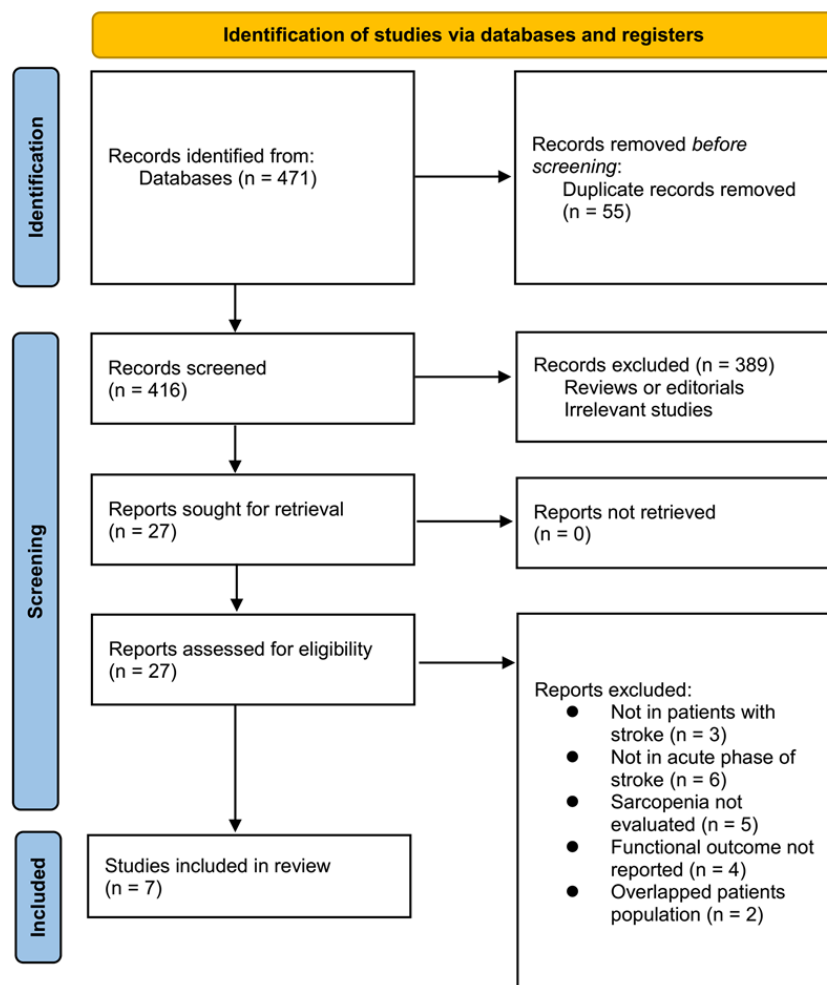 Identification of studies via databases and registers
Identification
Records identified from:
Databases (n = 471)
Records removed before
screening:
Duplicate records removed
(n = 55)
Screening
Records screened
(n = 416)
Records excluded (n = 389)
Reviews or editorials
Irrelevant studies
Reports sought for retrieval
(n = 27)
Reports not retrieved
(n = 0)
Reports assessed for eligibility
(n = 27)
Reports excluded:
● Not in patients with
stroke (n = 3)
● Not in acute phase of
stroke (n = 6)
● Sarcopenia not
evaluated (n = 5)
● Functional outcome not
reported (n = 4)
● Overlapped patients
population (n = 2)
Included
Studies included in review
(n = 7)